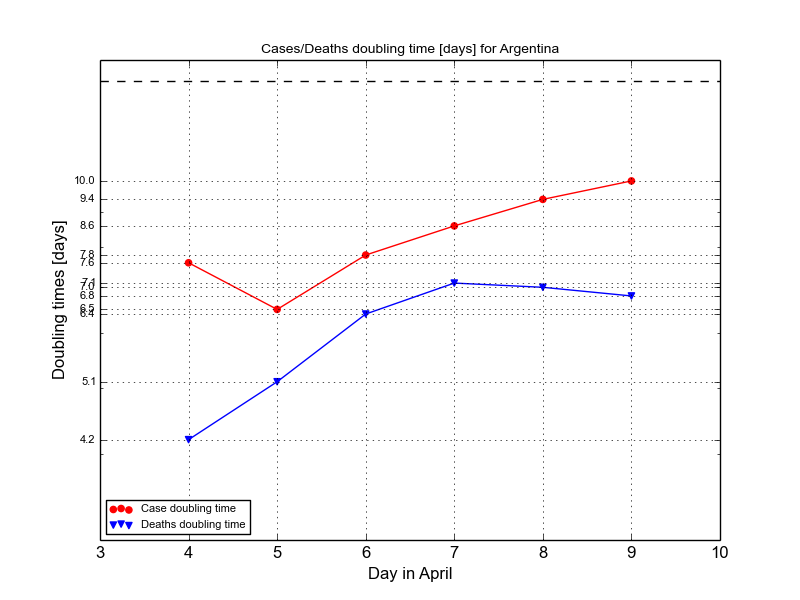 Cases/Deaths doubling time [days] for Argentina
Doubling times [days]
10.0
9.4
8.6
7.8
7.6
7.1
7.0
6.8
6.5
6.4
5.1
4.2
Case doubling time
Deaths doubling time
3 4 5 6 7 8 9 10
Day in April